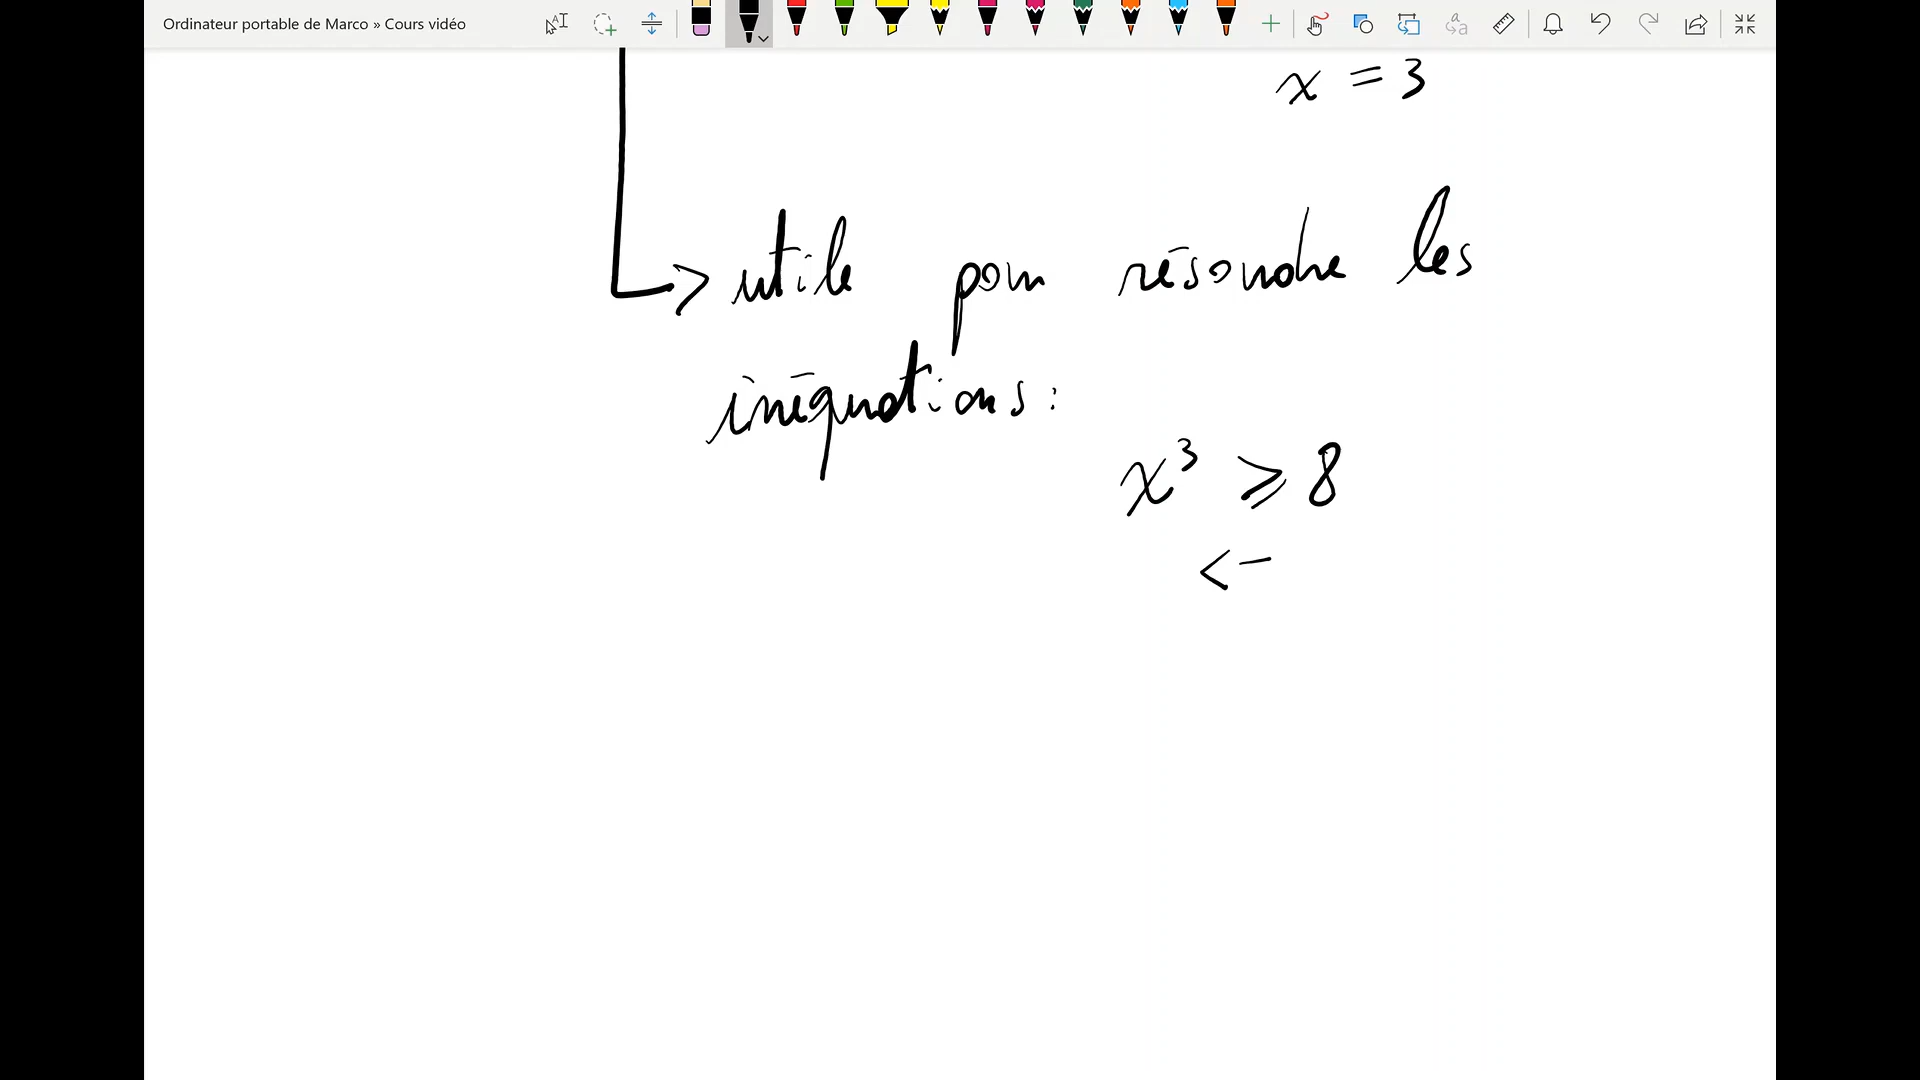 Ordinateur portable de Marco » Cours vidéo
x = 3
utile pour résoudre les
inéquations :
x³ ⩾ 8
<-